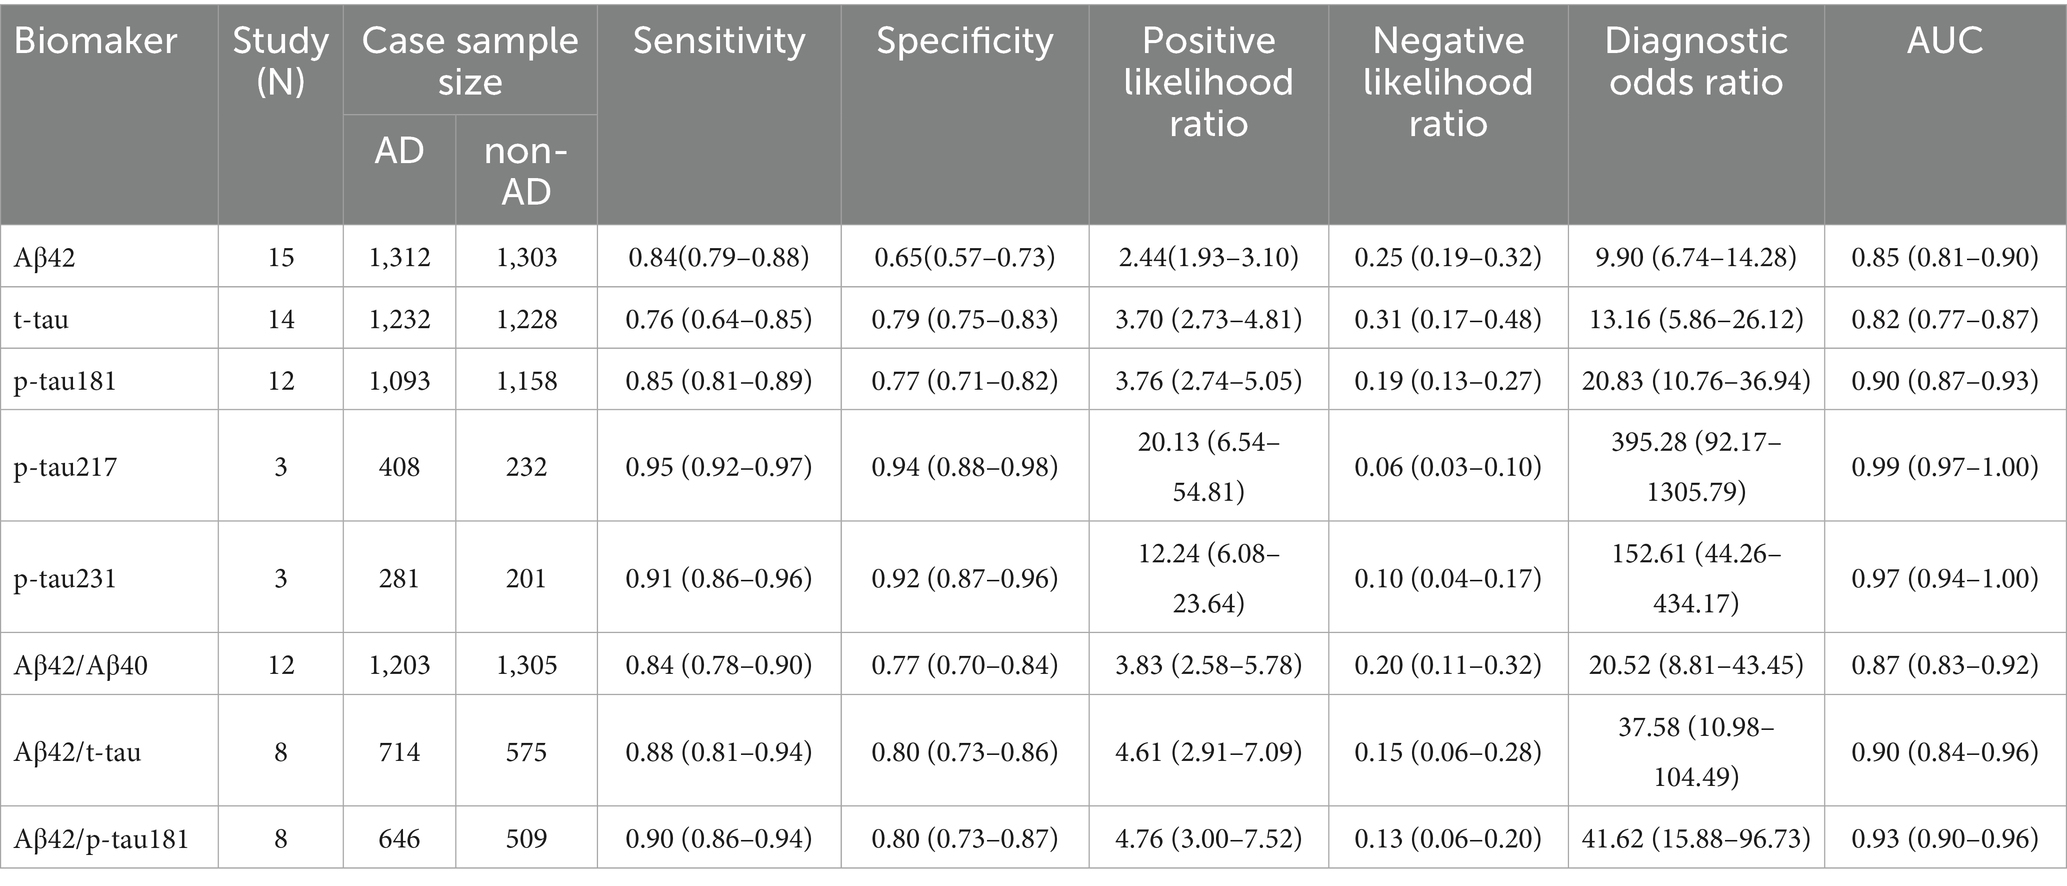 Biomaker Study (N) Case sample size Sensitivity Specificity Positive likelihood ratio Negative likelihood ratio Diagnostic odds ratio AUC
AD non-AD
Aβ42 15 1,312 1,303 0.84(0.79–0.88) 0.65(0.57–0.73) 2.44(1.93–3.10) 0.25 (0.19–0.32) 9.90 (6.74–14.28) 0.85 (0.81–0.90)
t-tau 14 1,232 1,228 0.76 (0.64–0.85) 0.79 (0.75–0.83) 3.70 (2.73–4.81) 0.31 (0.17–0.48) 13.16 (5.86–26.12) 0.82 (0.77–0.87)
p-tau181 12 1,093 1,158 0.85 (0.81–0.89) 0.77 (0.71–0.82) 3.76 (2.74–5.05) 0.19 (0.13–0.27) 20.83 (10.76–36.94) 0.90 (0.87–0.93)
p-tau217 3 408 232 0.95 (0.92–0.97) 0.94 (0.88–0.98) 20.13 (6.54–54.81) 0.06 (0.03–0.10) 395.28 (92.17–1305.79) 0.99 (0.97–1.00)
p-tau231 3 281 201 0.91 (0.86–0.96) 0.92 (0.87–0.96) 12.24 (6.08–23.64) 0.10 (0.04–0.17) 152.61 (44.26–434.17) 0.97 (0.94–1.00)
Aβ42/Aβ40 12 1,203 1,305 0.84 (0.78–0.90) 0.77 (0.70–0.84) 3.83 (2.58–5.78) 0.20 (0.11–0.32) 20.52 (8.81–43.45) 0.87 (0.83–0.92)
Aβ42/t-tau 8 714 575 0.88 (0.81–0.94) 0.80 (0.73–0.86) 4.61 (2.91–7.09) 0.15 (0.06–0.28) 37.58 (10.98–104.49) 0.90 (0.84–0.96)
Aβ42/p-tau181 8 646 509 0.90 (0.86–0.94) 0.80 (0.73–0.87) 4.76 (3.00–7.52) 0.13 (0.06–0.20) 41.62 (15.88–96.73) 0.93 (0.90–0.96)